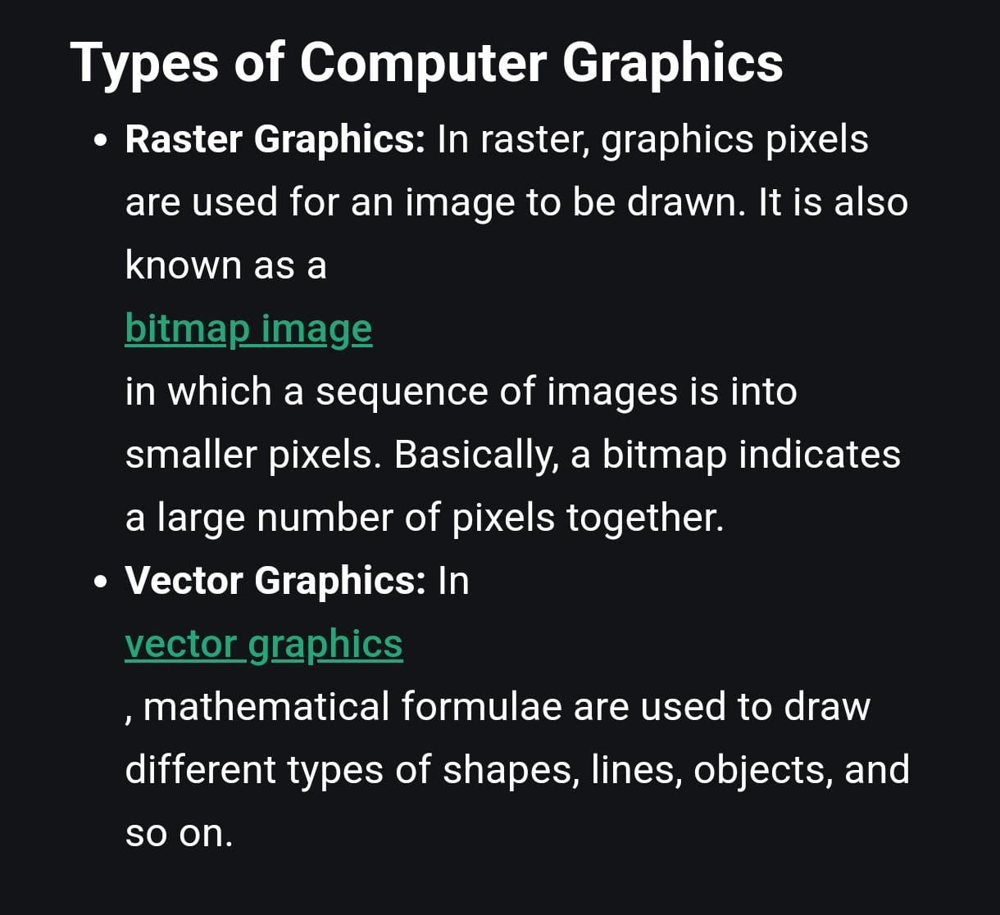 Types of Computer Graphics
• Raster Graphics: In raster, graphics pixels
are used for an image to be drawn. It is also
known as a
bitmap image
in which a sequence of images is into
smaller pixels. Basically, a bitmap indicates
a large number of pixels together.
• Vector Graphics: In
vector graphics
, mathematical formulae are used to draw
different types of shapes, lines, objects, and
so on.